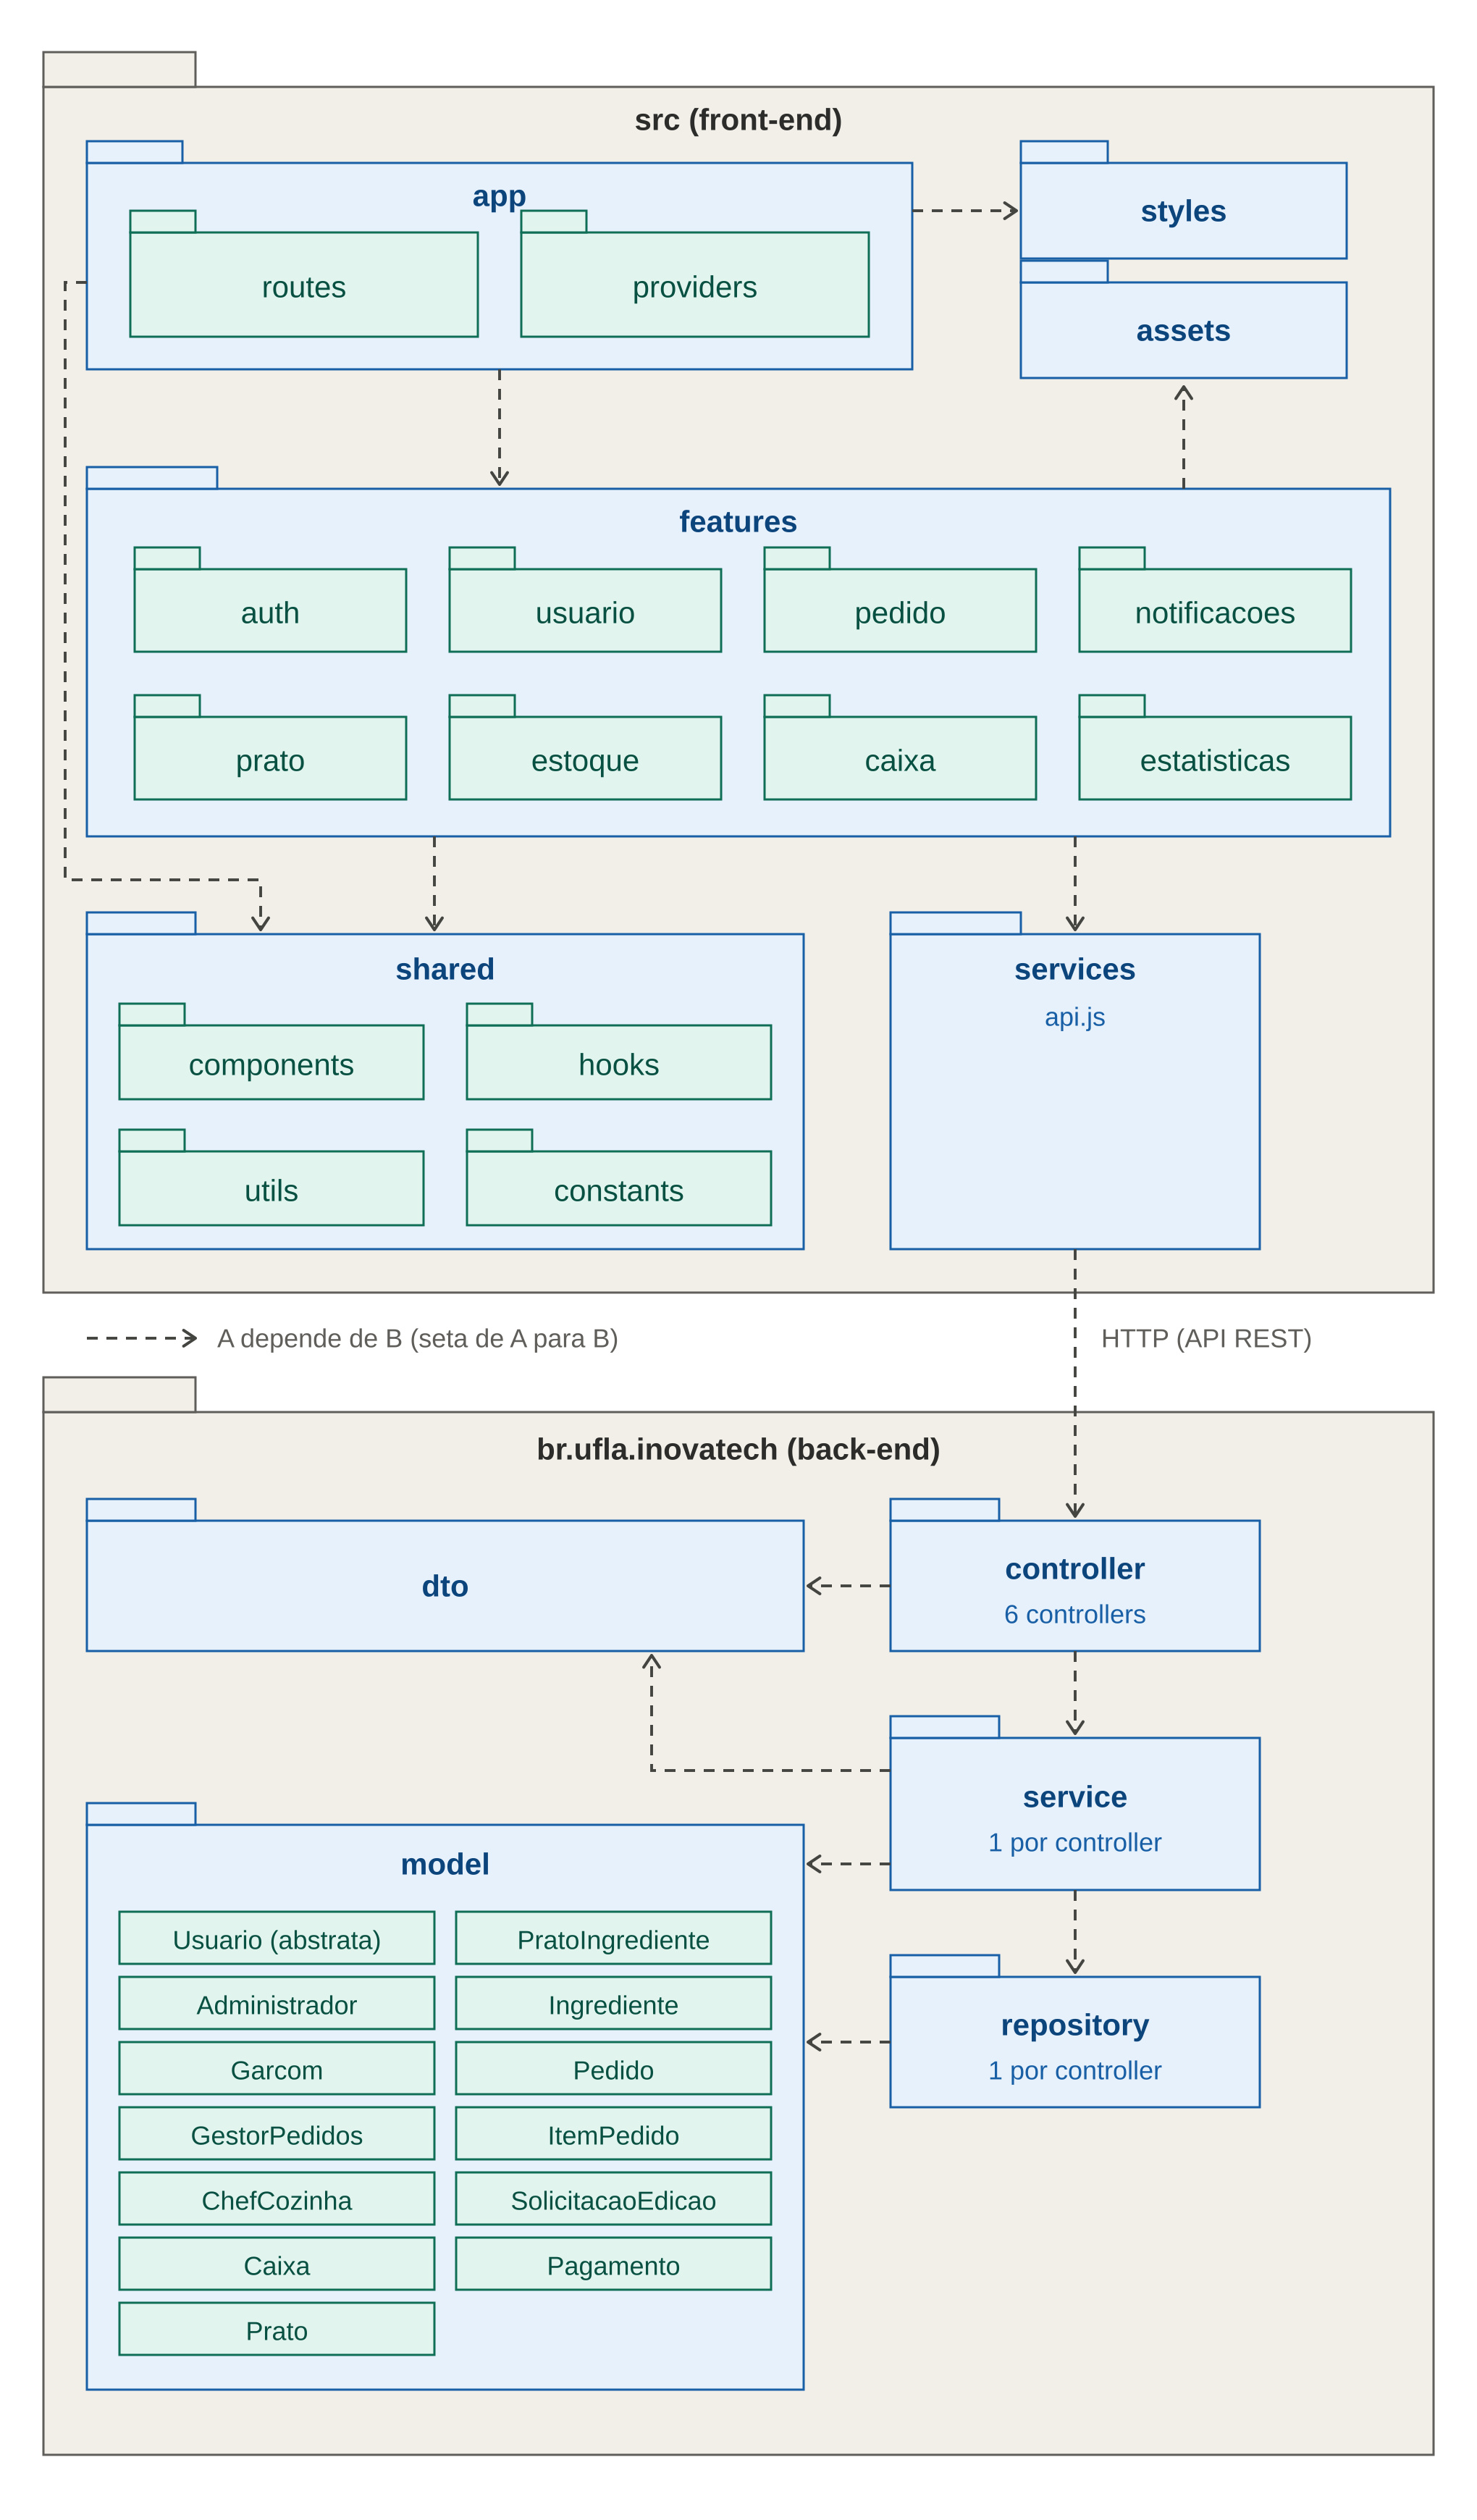 src (front-end)
app
routes
providers
styles
assets
features
auth
usuario
pedido
notificacoes
prato
estoque
caixa
estatisticas
shared
components
hooks
utils
constants
services
api.js
A depende de B (seta de A para B)
HTTP (API REST)
br.ufla.inovatech (back-end)
dto
controller
6 controllers
service
1 por controller
model
Usuario (abstrata)
PratoIngrediente
Administrador
Ingrediente
Garcom
Pedido
GestorPedidos
ItemPedido
ChefCozinha
SolicitacaoEdicao
Caixa
Pagamento
Prato
repository
1 por controller